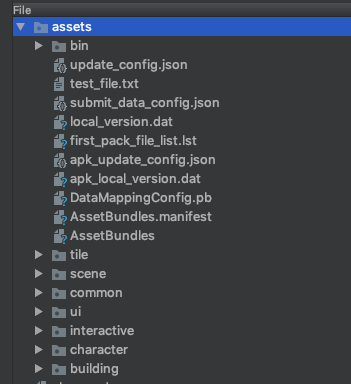 File
assets
bin
update_config.json
test_file.txt
submit_data_config.json
local_version.dat
first_pack_file_list.lst
apk_update_config.json
apk_local_version.dat
DataMappingConfig.pb
AssetBundles.manifest
AssetBundles
tile
scene
common
ui
interactive
character
building